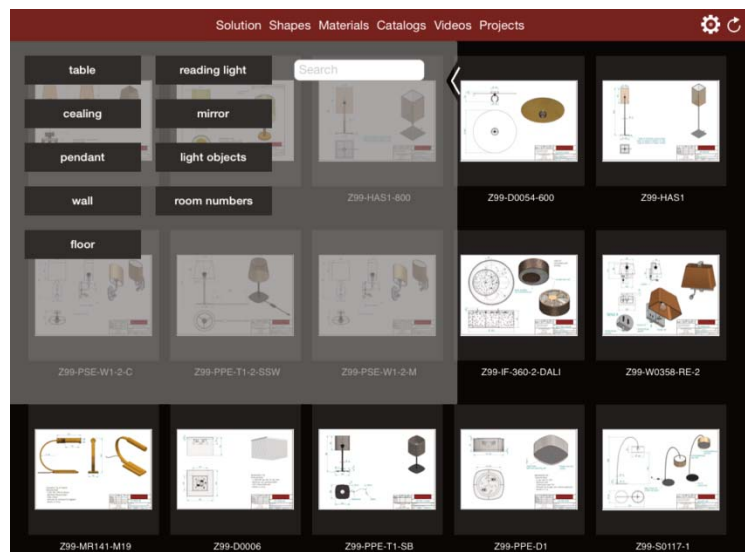 Solution Shapes Materials Catalogs Videos Projects
table
reading light
Search
cealing
mirror
pendant
light objects
wall
room numbers
floor
Z99-HAS1-600
Z99-D0054-600
Z99-HAS1
Z99-PSE-W1-2-C
Z99-PPE-T1-2-SSW
Z99-PSE-W1-2-M
Z99-IF-360-2-DALI
Z99-W0358-RE-2
Z99-MR141-M19
Z99-D0006
Z99-PPE-T1-SB
Z99-PPE-D1
Z99-S0117-1